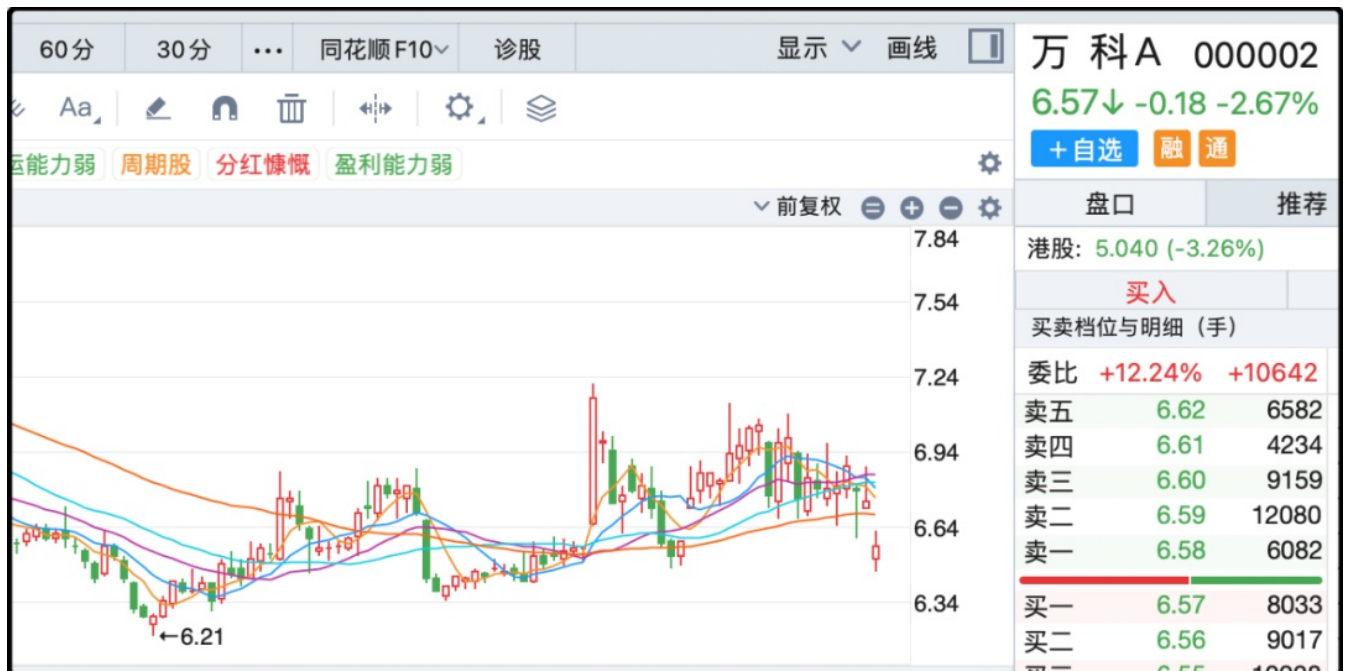 60分 30分 ... 同花顺F10 诊股 显示 画线
Aa
能力弱 周期股 分红慷慨 盈利能力弱
前复权
7.84
7.54
7.24
6.94
6.64
6.34
←6.21
万 科A 000002
6.57↓ -0.18 -2.67%
+自选 融 通
盘口 推荐
港股: 5.040 (-3.26%)
买入
买卖档位与明细（手）
委比 +12.24% +10642
卖五 6.62 6582
卖四 6.61 4234
卖三 6.60 9159
卖二 6.59 12080
卖一 6.58 6082
买一 6.57 8033
买二 6.56 9017